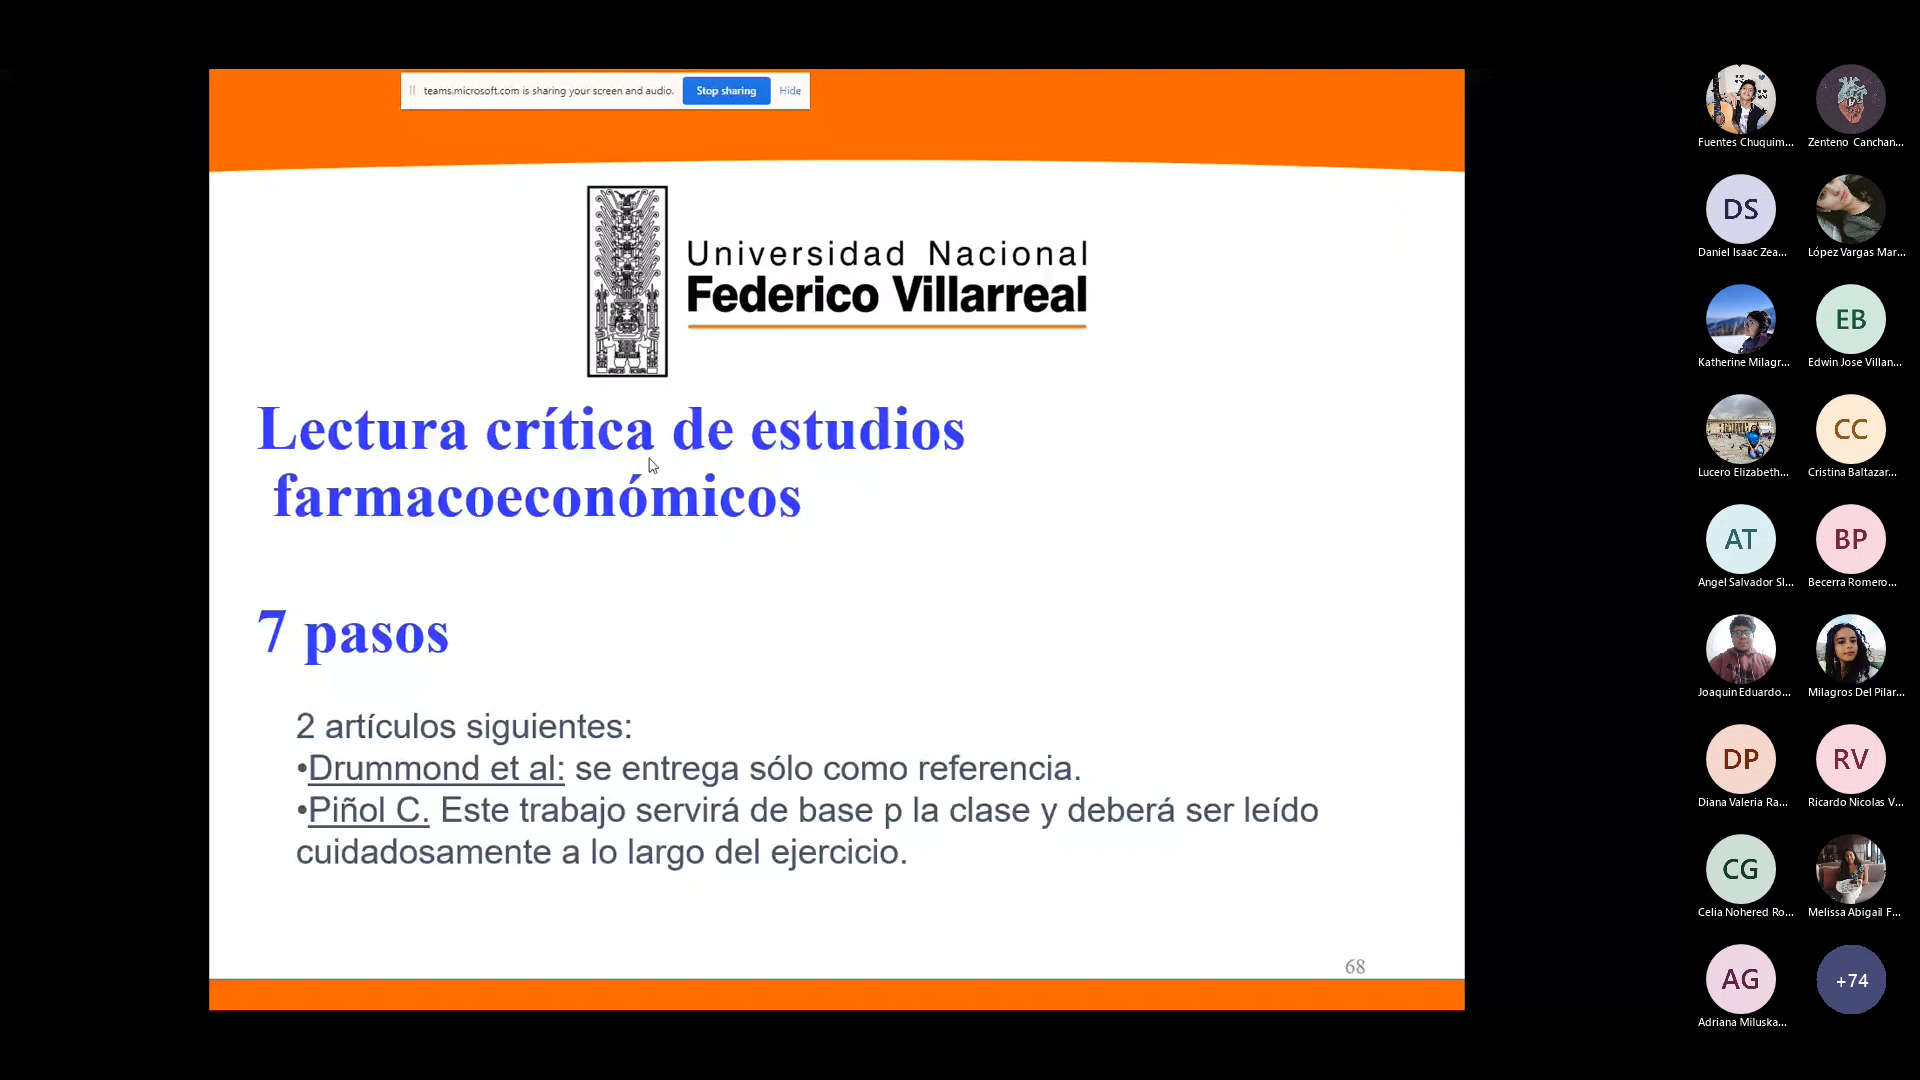 teams.microsoft.com is sharing your screen and audio. Stop sharing Hide
Universidad Nacional
Federico Villarreal
Lectura crítica de estudios
farmacoeconómicos
7 pasos
2 artículos siguientes:
•Drummond et al: se entrega sólo como referencia.
•Piñol C. Este trabajo servirá de base p la clase y deberá ser leído
cuidadosamente a lo largo del ejercicio.
68
Fuentes Chuquim... Zenteno Canchan...
DS
Daniel Isaac Zea... López Vargas Mar...
EB
Katherine Milagr... Edwin Jose Villan...
CC
Lucero Elizabeth... Cristina Baltazar...
AT BP
Angel Salvador Sl... Becerra Romero...
Joaquin Eduardo... Milagros Del Pilar...
DP RV
Diana Valeria Ra... Ricardo Nicolas V...
CG
Celia Nohered Ro... Melissa Abigail F...
AG +74
Adriana Miluska...